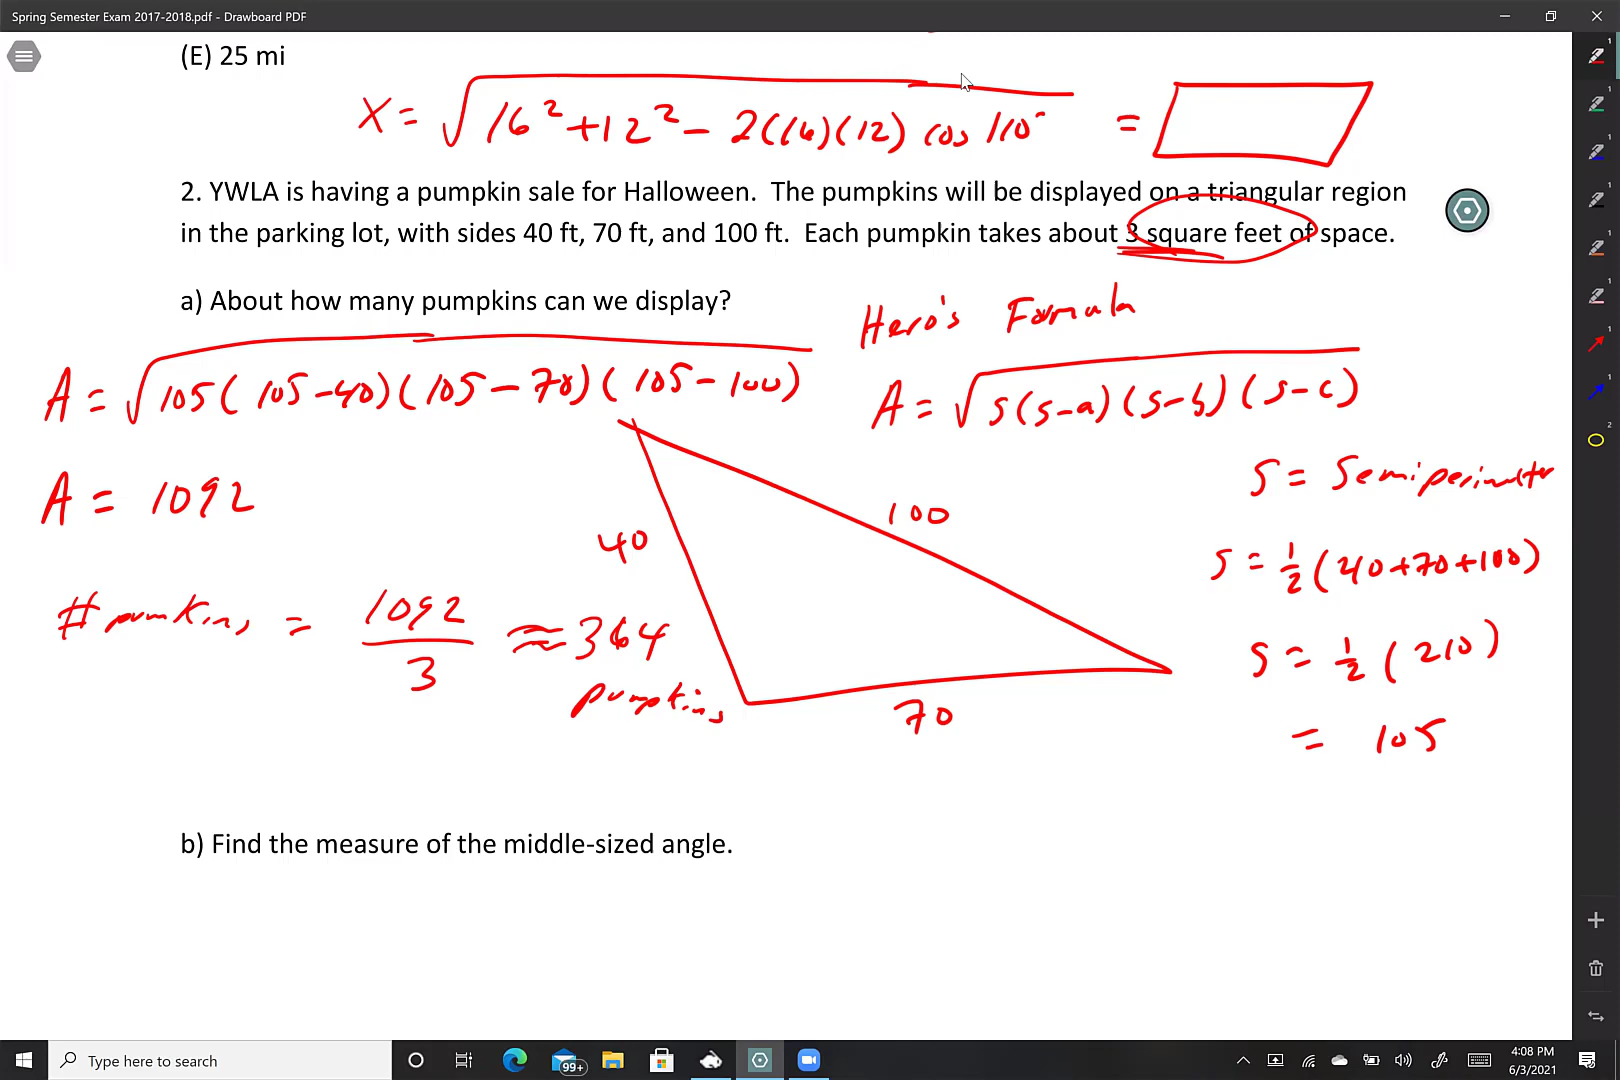 Spring Semester Exam 2017-2018.pdf - Drawboard PDF
(E) 25 mi
X = √16² + 12² - 2(16)(12) cos 110° =
2. YWLA is having a pumpkin sale for Halloween. The pumpkins will be displayed on a triangular region
in the parking lot, with sides 40 ft, 70 ft, and 100 ft. Each pumpkin takes about 3 square feet of space.
a) About how many pumpkins can we display?
Hero's Formula
A = √105(105-40)(105-70)(105-100)
A = √s(s-a)(s-b)(s-c)
S = Semiperimeter
A = 1092
100
40
S = ½(40+70+100)
# pumpkins = 1092/3 ≈ 364
pumpkins
S = ½(210)
70
= 105
b) Find the measure of the middle-sized angle.
Type here to search
99+
4:08 PM
6/3/2021